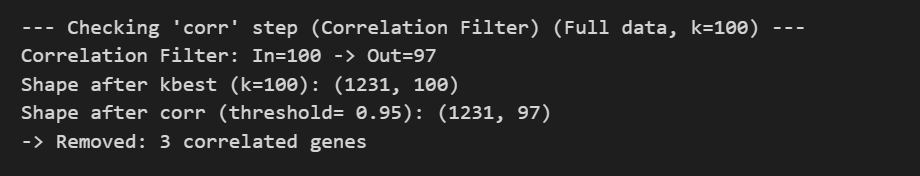 --- Checking 'corr' step (Correlation Filter) (Full data, k=100) ---
Correlation Filter: In=100 -> Out=97
Shape after kbest (k=100): (1231, 100)
Shape after corr (threshold= 0.95): (1231, 97)
-> Removed: 3 correlated genes